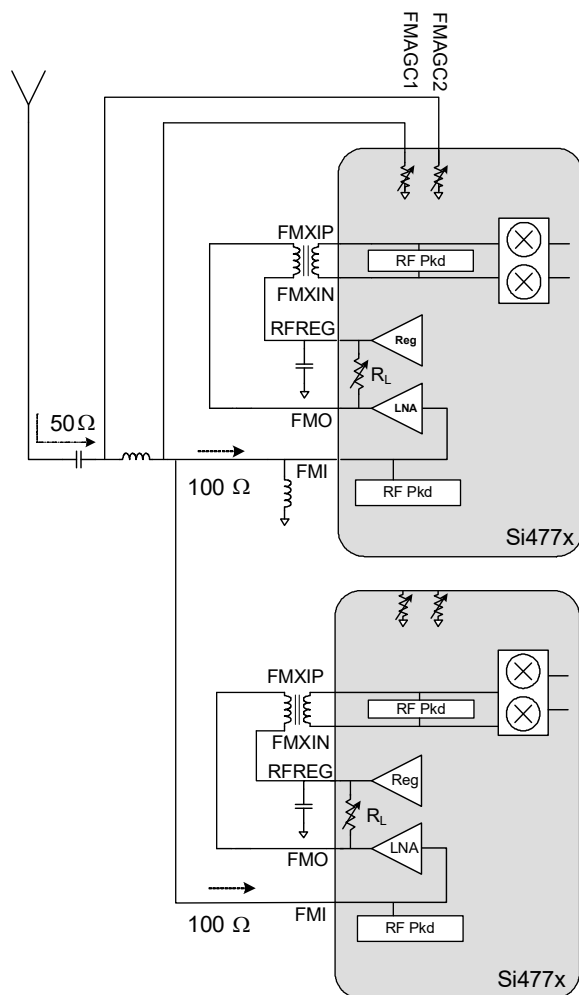 FMAGC1
FMAGC2
FMXIP
RF Pkd
FMXIN
RFREG
Reg
RL
FMO
LNA
50 Ω
100 Ω
FMI
RF Pkd
Si477x
FMXIP
RF Pkd
FMXIN
RFREG
Reg
RL
FMO
LNA
100 Ω
FMI
RF Pkd
Si477x